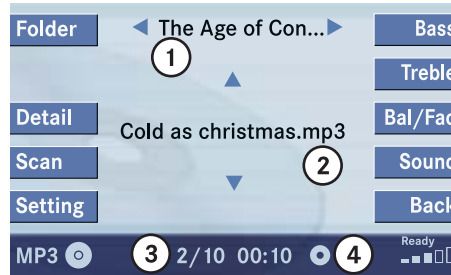 Folder The Age of Con... Bass
1
Treble
Detail Cold as christmas.mp3 Bal/Fad
Scan 2 Sound
Setting Back
MP3 3 2/10 00:10 4 Ready